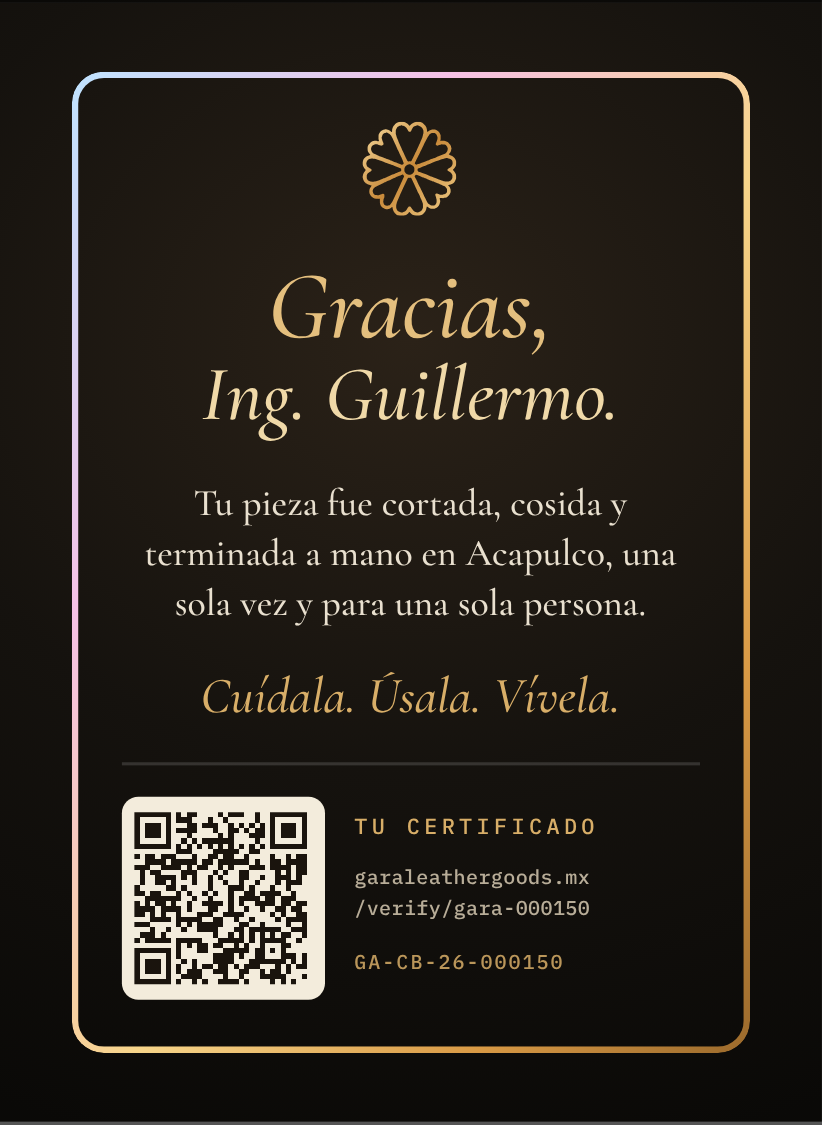 Gracias,
Ing. Guillermo.
Tu pieza fue cortada, cosida y
terminada a mano en Acapulco, una
sola vez y para una sola persona.
Cuídala. Úsala. Vívela.
TU CERTIFICADO
garaleathergoods.mx
/verify/gara-000150
GA-CB-26-000150